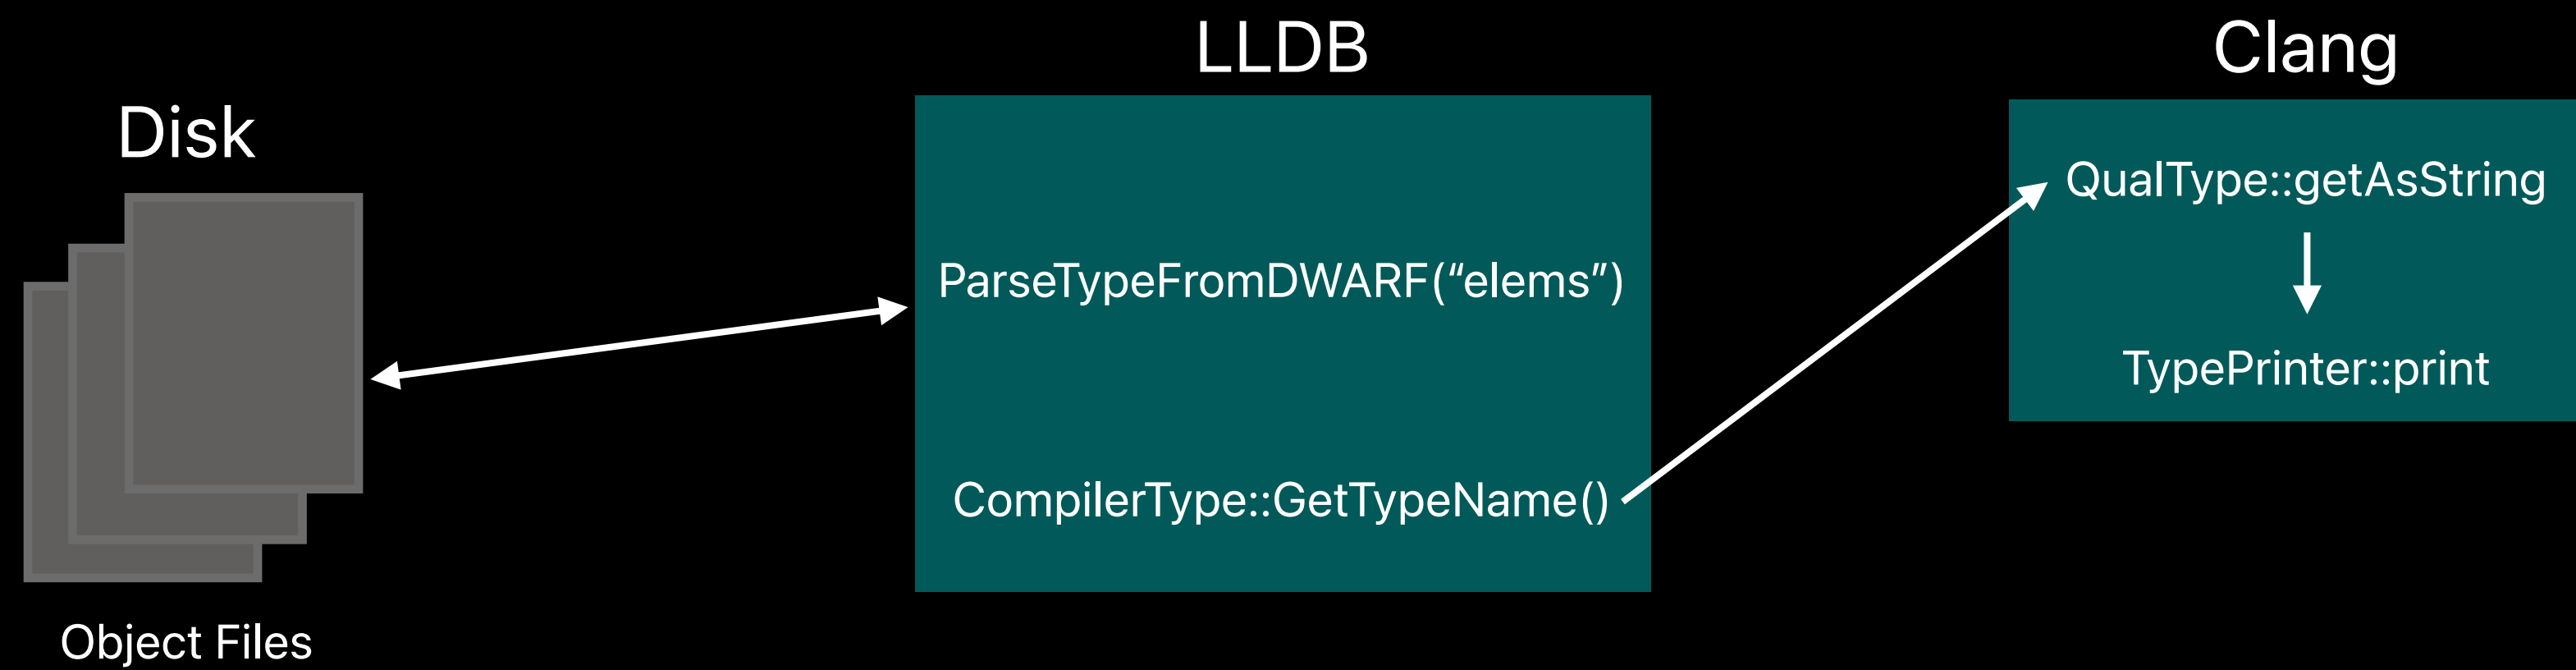 Disk
Object Files
LLDB
ParseTypeFromDWARF(“elems”)
CompilerType::GetTypeName()
Clang
QualType::getAsString
TypePrinter::print